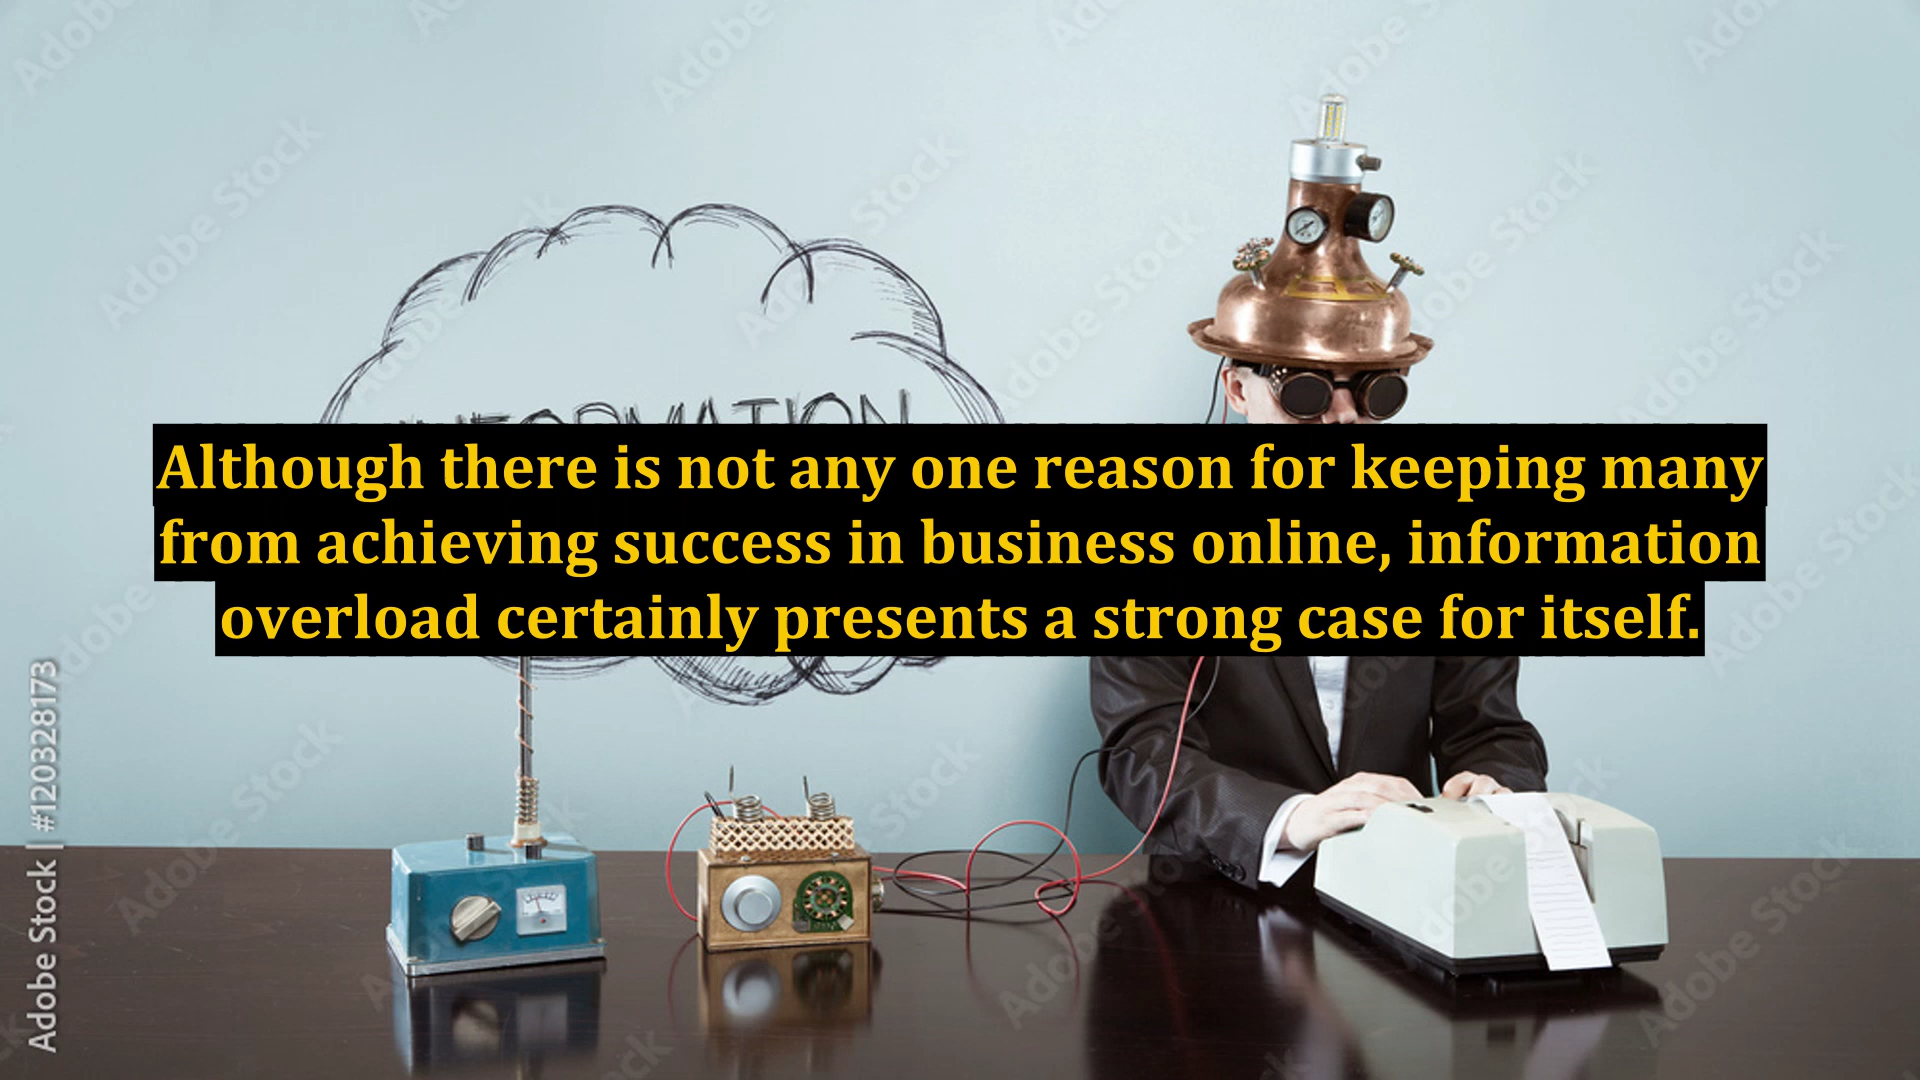 INFORMATION
Although there is not any one reason for keeping many
from achieving success in business online, information
overload certainly presents a strong case for itself.
Adobe Stock | #120328173